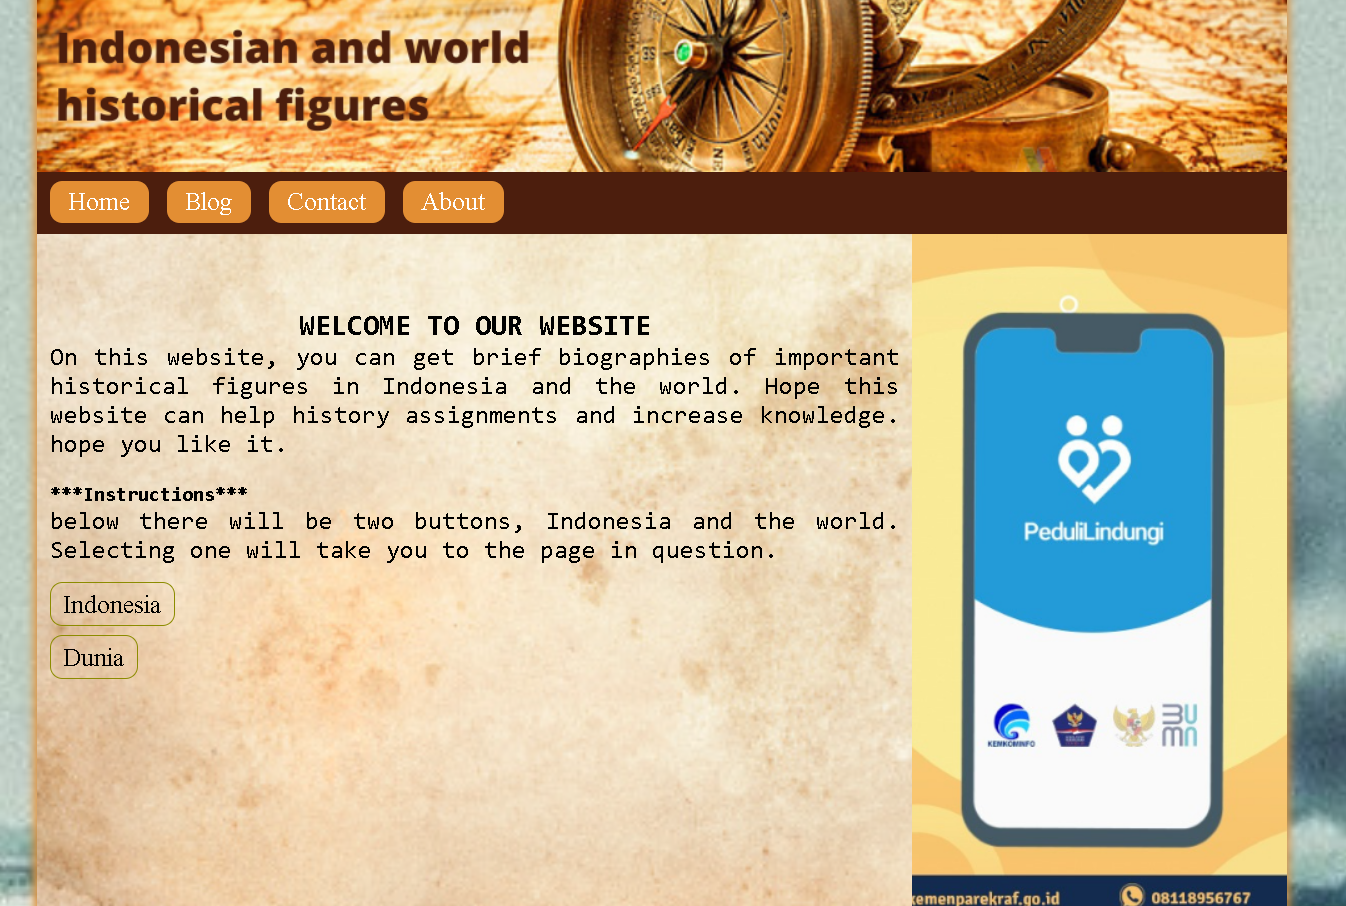 Indonesian and world
historical figures
Home
Blog
Contact
About
WELCOME TO OUR WEBSITE
On this website, you can get brief biographies of important
historical figures in Indonesia and the world. Hope this
website can help history assignments and increase knowledge.
hope you like it.
***Instructions***
below there will be two buttons, Indonesia and the world.
Selecting one will take you to the page in question.
Indonesia
Dunia
PeduliLindungi
KEMKOMINFO
BUMN
kemenparekraf.go.id
08118956767